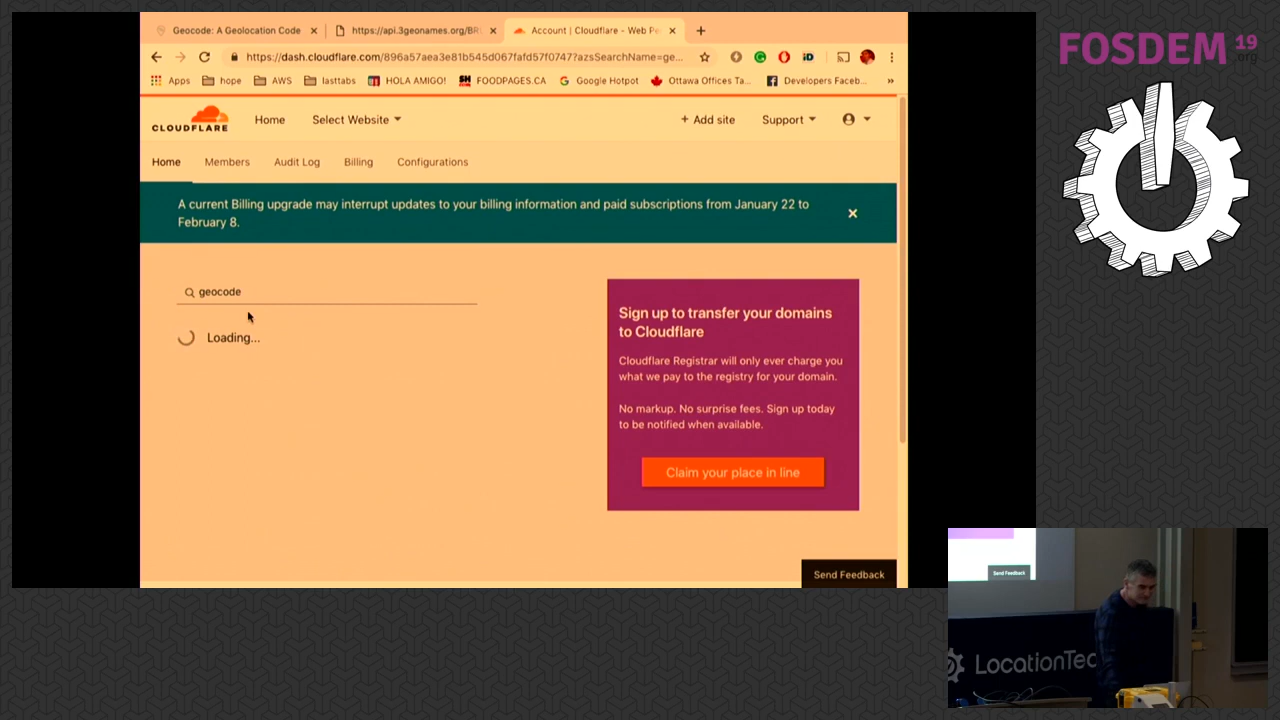 Geocode: A Geolocation Code
https://api.3geonames.org/BR
Account | Cloudflare - Web Pe
FOSDEM 19
.org
https://dash.cloudflare.com/896a57aea3e81b545d067fafd57f0747?azsSearchName=ge...
Apps
hope
AWS
lasttabs
HOLA AMIGO!
SH
FOODPAGES.CA
Google Hotpot
Ottawa Offices Ta...
Developers Faceb...
»
CLOUDFLARE
Home
Select Website
+ Add site
Support
Home
Members
Audit Log
Billing
Configurations
A current Billing upgrade may interrupt updates to your billing information and paid subscriptions from January 22 to
February 8.
geocode
Loading...
Sign up to transfer your domains
to Cloudflare
Cloudflare Registrar will only ever charge you
what we pay to the registry for your domain.
No markup. No surprise fees. Sign up today
to be notified when available.
Claim your place in line
Send Feedback
Send Feedback
LocationTec